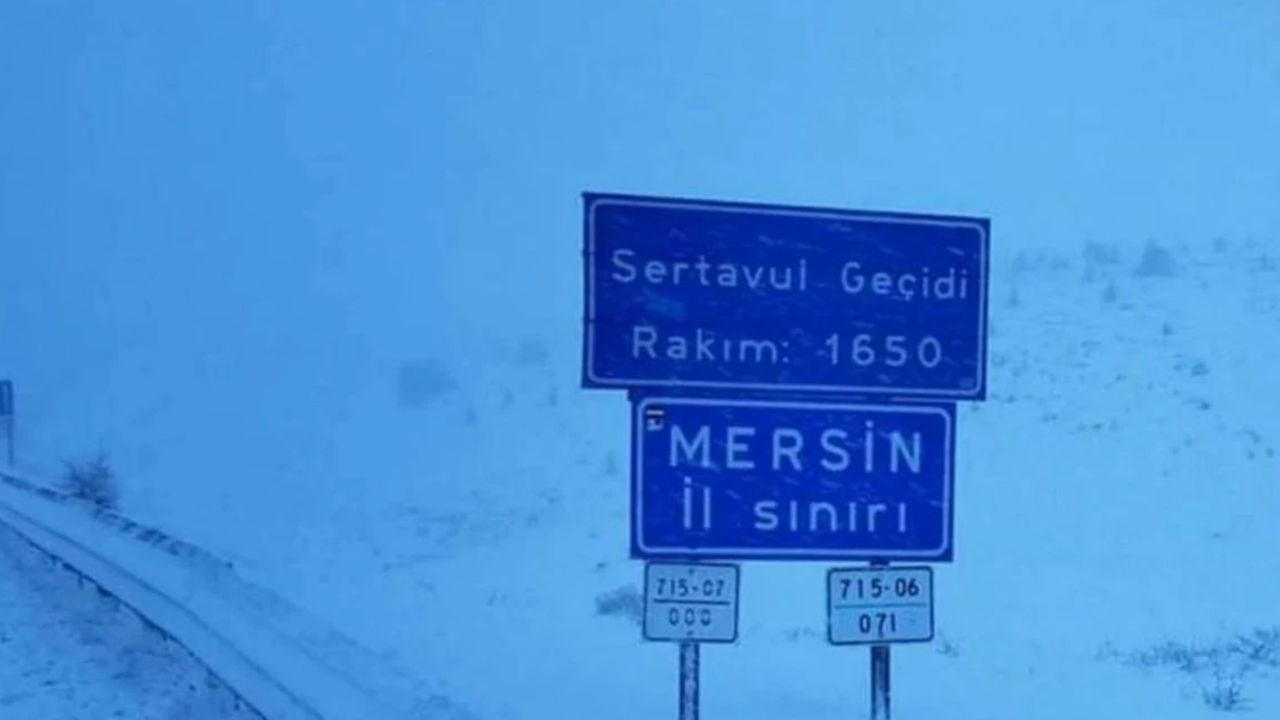 Sertavul Geçidi
Rakım: 1650
MERSİN
İl sınırı
715-07
000
715-06
071